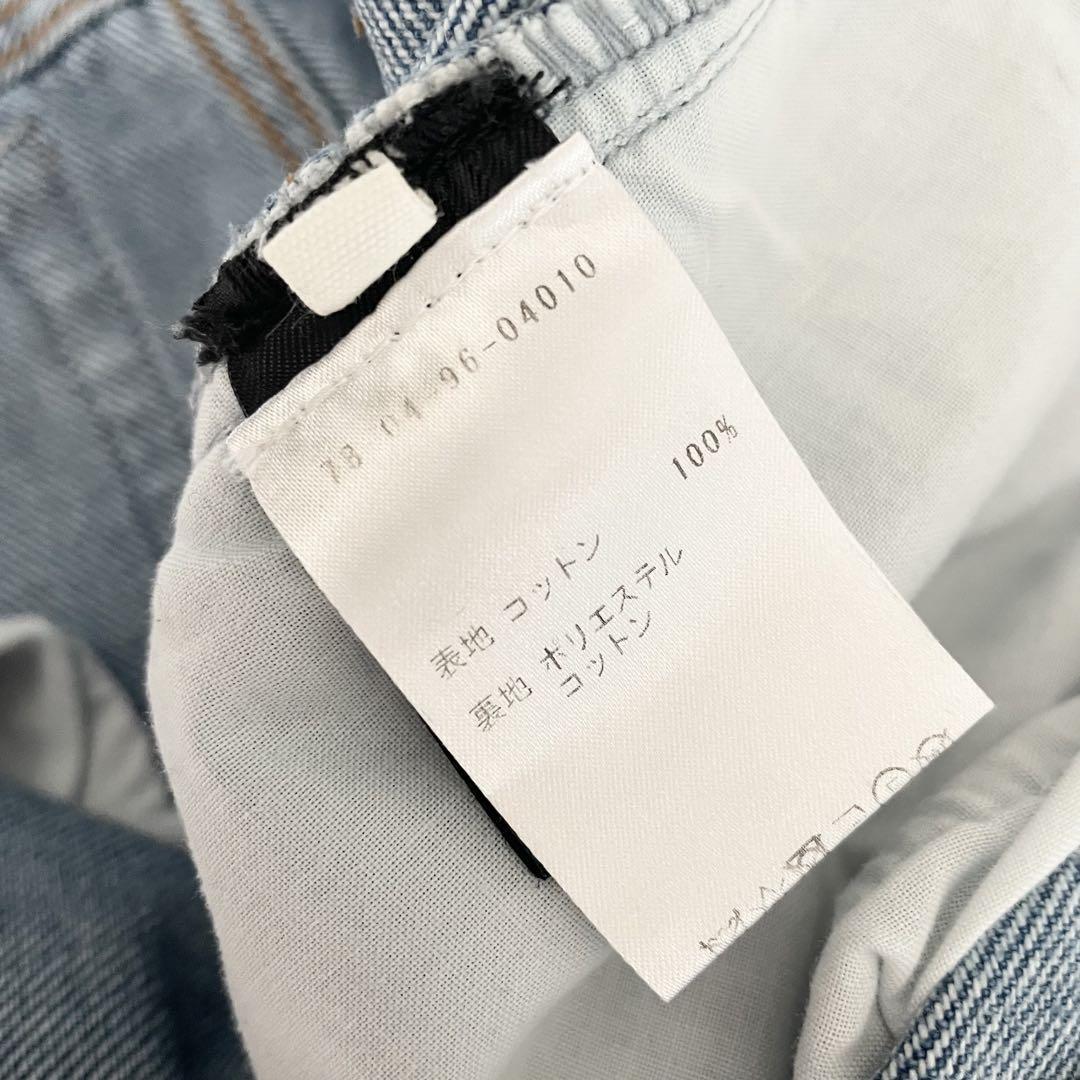 96-04010
表地 コットン 100%
裏地 ポリエステル
コットン